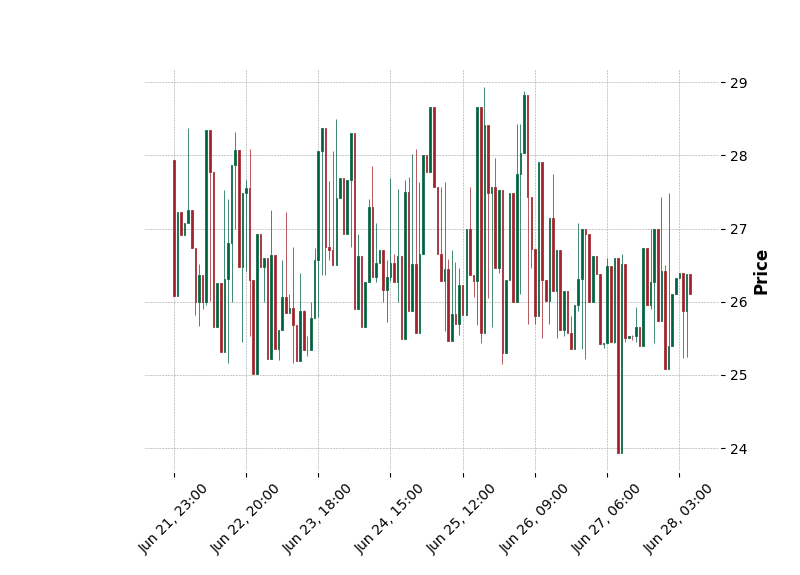 29
28
27
26
25
24
Price
Jun 21, 23:00
Jun 22, 20:00
Jun 23, 18:00
Jun 24, 15:00
Jun 25, 12:00
Jun 26, 09:00
Jun 27, 06:00
Jun 28, 03:00